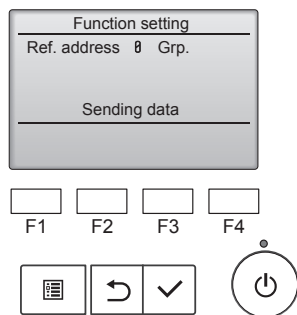 Function setting
Ref. address 0 Grp.
Sending data
F1 F2 F3 F4